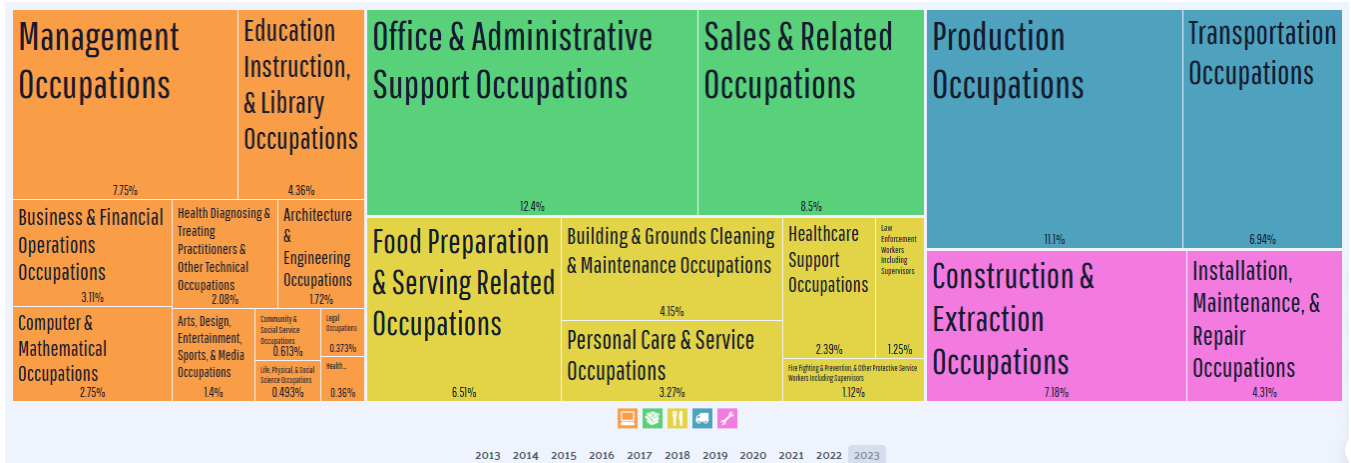 Management
Occupations
7.75%
Education
Instruction,
& Library
Occupations
4.36%
Business & Financial
Operations
Occupations
3.11%
Health Diagnosing &
Treating
Practitioners &
Other Technical
Occupations
2.08%
Architecture
&
Engineering
Occupations
1.72%
Computer &
Mathematical
Occupations
2.75%
Arts, Design,
Entertainment,
Sports, & Media
Occupations
1.4%
Community &
Social Service
Occupations
0.613%
Legal
Occupations
0.373%
Life, Physical, & Social
Science Occupations
0.493%
Health...
0.36%
Office & Administrative
Support Occupations
12.4%
Sales & Related
Occupations
8.5%
Food Preparation
& Serving Related
Occupations
6.51%
Building & Grounds Cleaning
& Maintenance Occupations
4.15%
Personal Care & Service
Occupations
3.27%
Healthcare
Support
Occupations
2.39%
Law
Enforcement
Workers
Including
Supervisors
1.25%
Fire Fighting & Prevention, & Other Protective Service
Workers Including Supervisors
1.12%
Production
Occupations
11.1%
Transportation
Occupations
6.94%
Construction &
Extraction
Occupations
7.18%
Installation,
Maintenance, &
Repair
Occupations
4.31%
2013 2014 2015 2016 2017 2018 2019 2020 2021 2022 2023